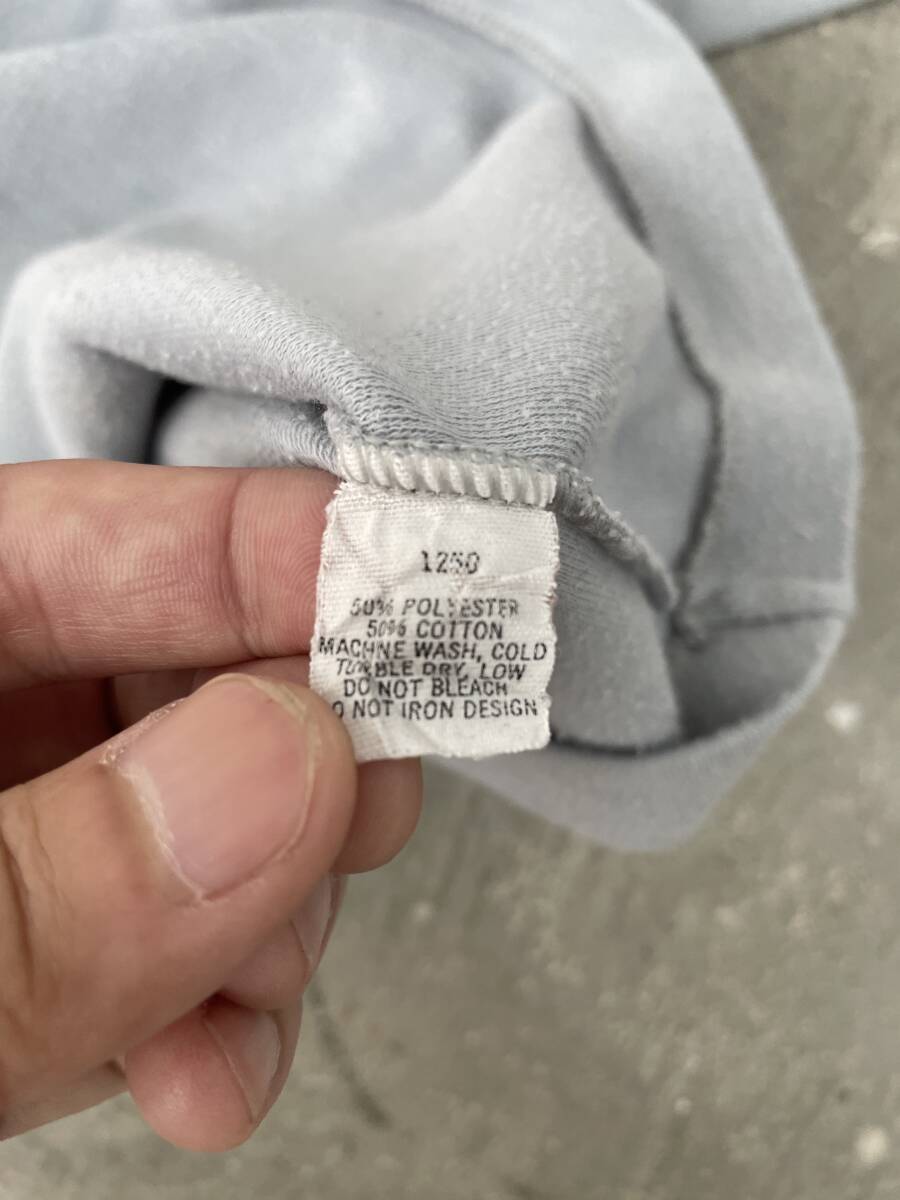 1250
50% POLYESTER
50% COTTON
MACHINE WASH, COLD
TUMBLE DRY, LOW
DO NOT BLEACH
O NOT IRON DESIGN